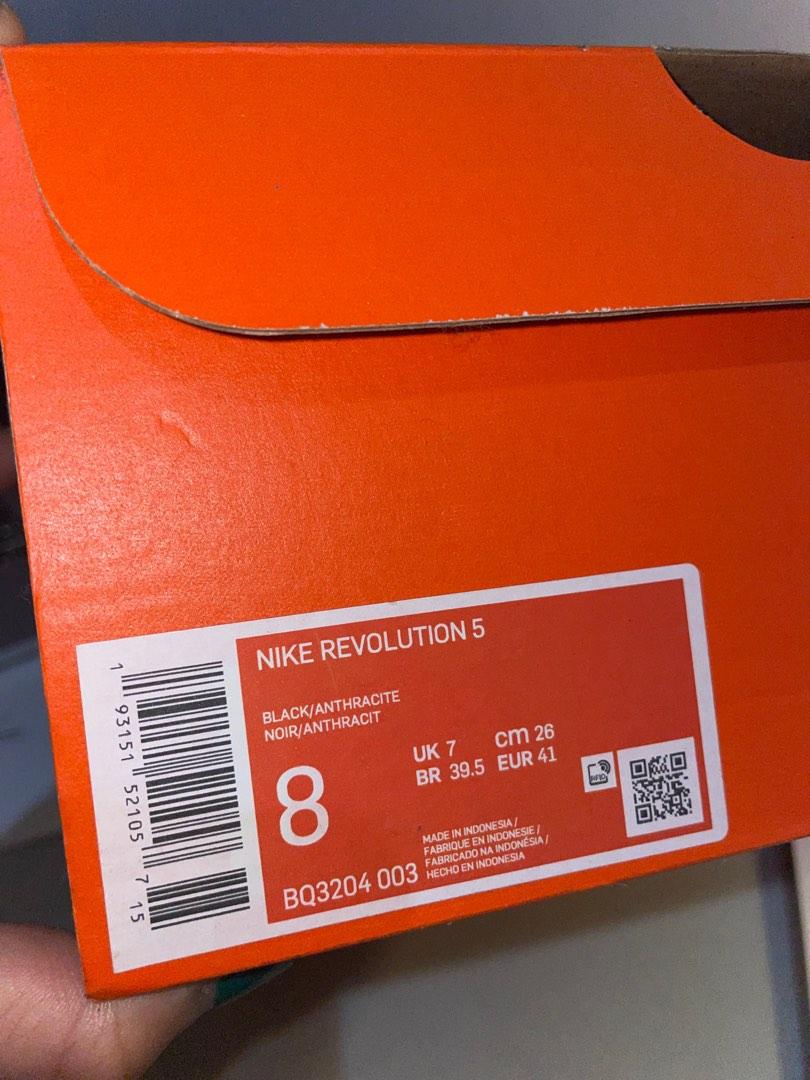 NIKE REVOLUTION 5
BLACK/ANTHRACITE
NOIR/ANTHRACIT
8
UK 7
cm 26
BR 39.5
EUR 41
MADE IN INDONESIA /
FABRIQUE EN INDONESIE /
FABRICADO NA INDONÉSIA /
HECHO EN INDONESIA
BQ3204 003
RFID
1 93151 52105 7 15